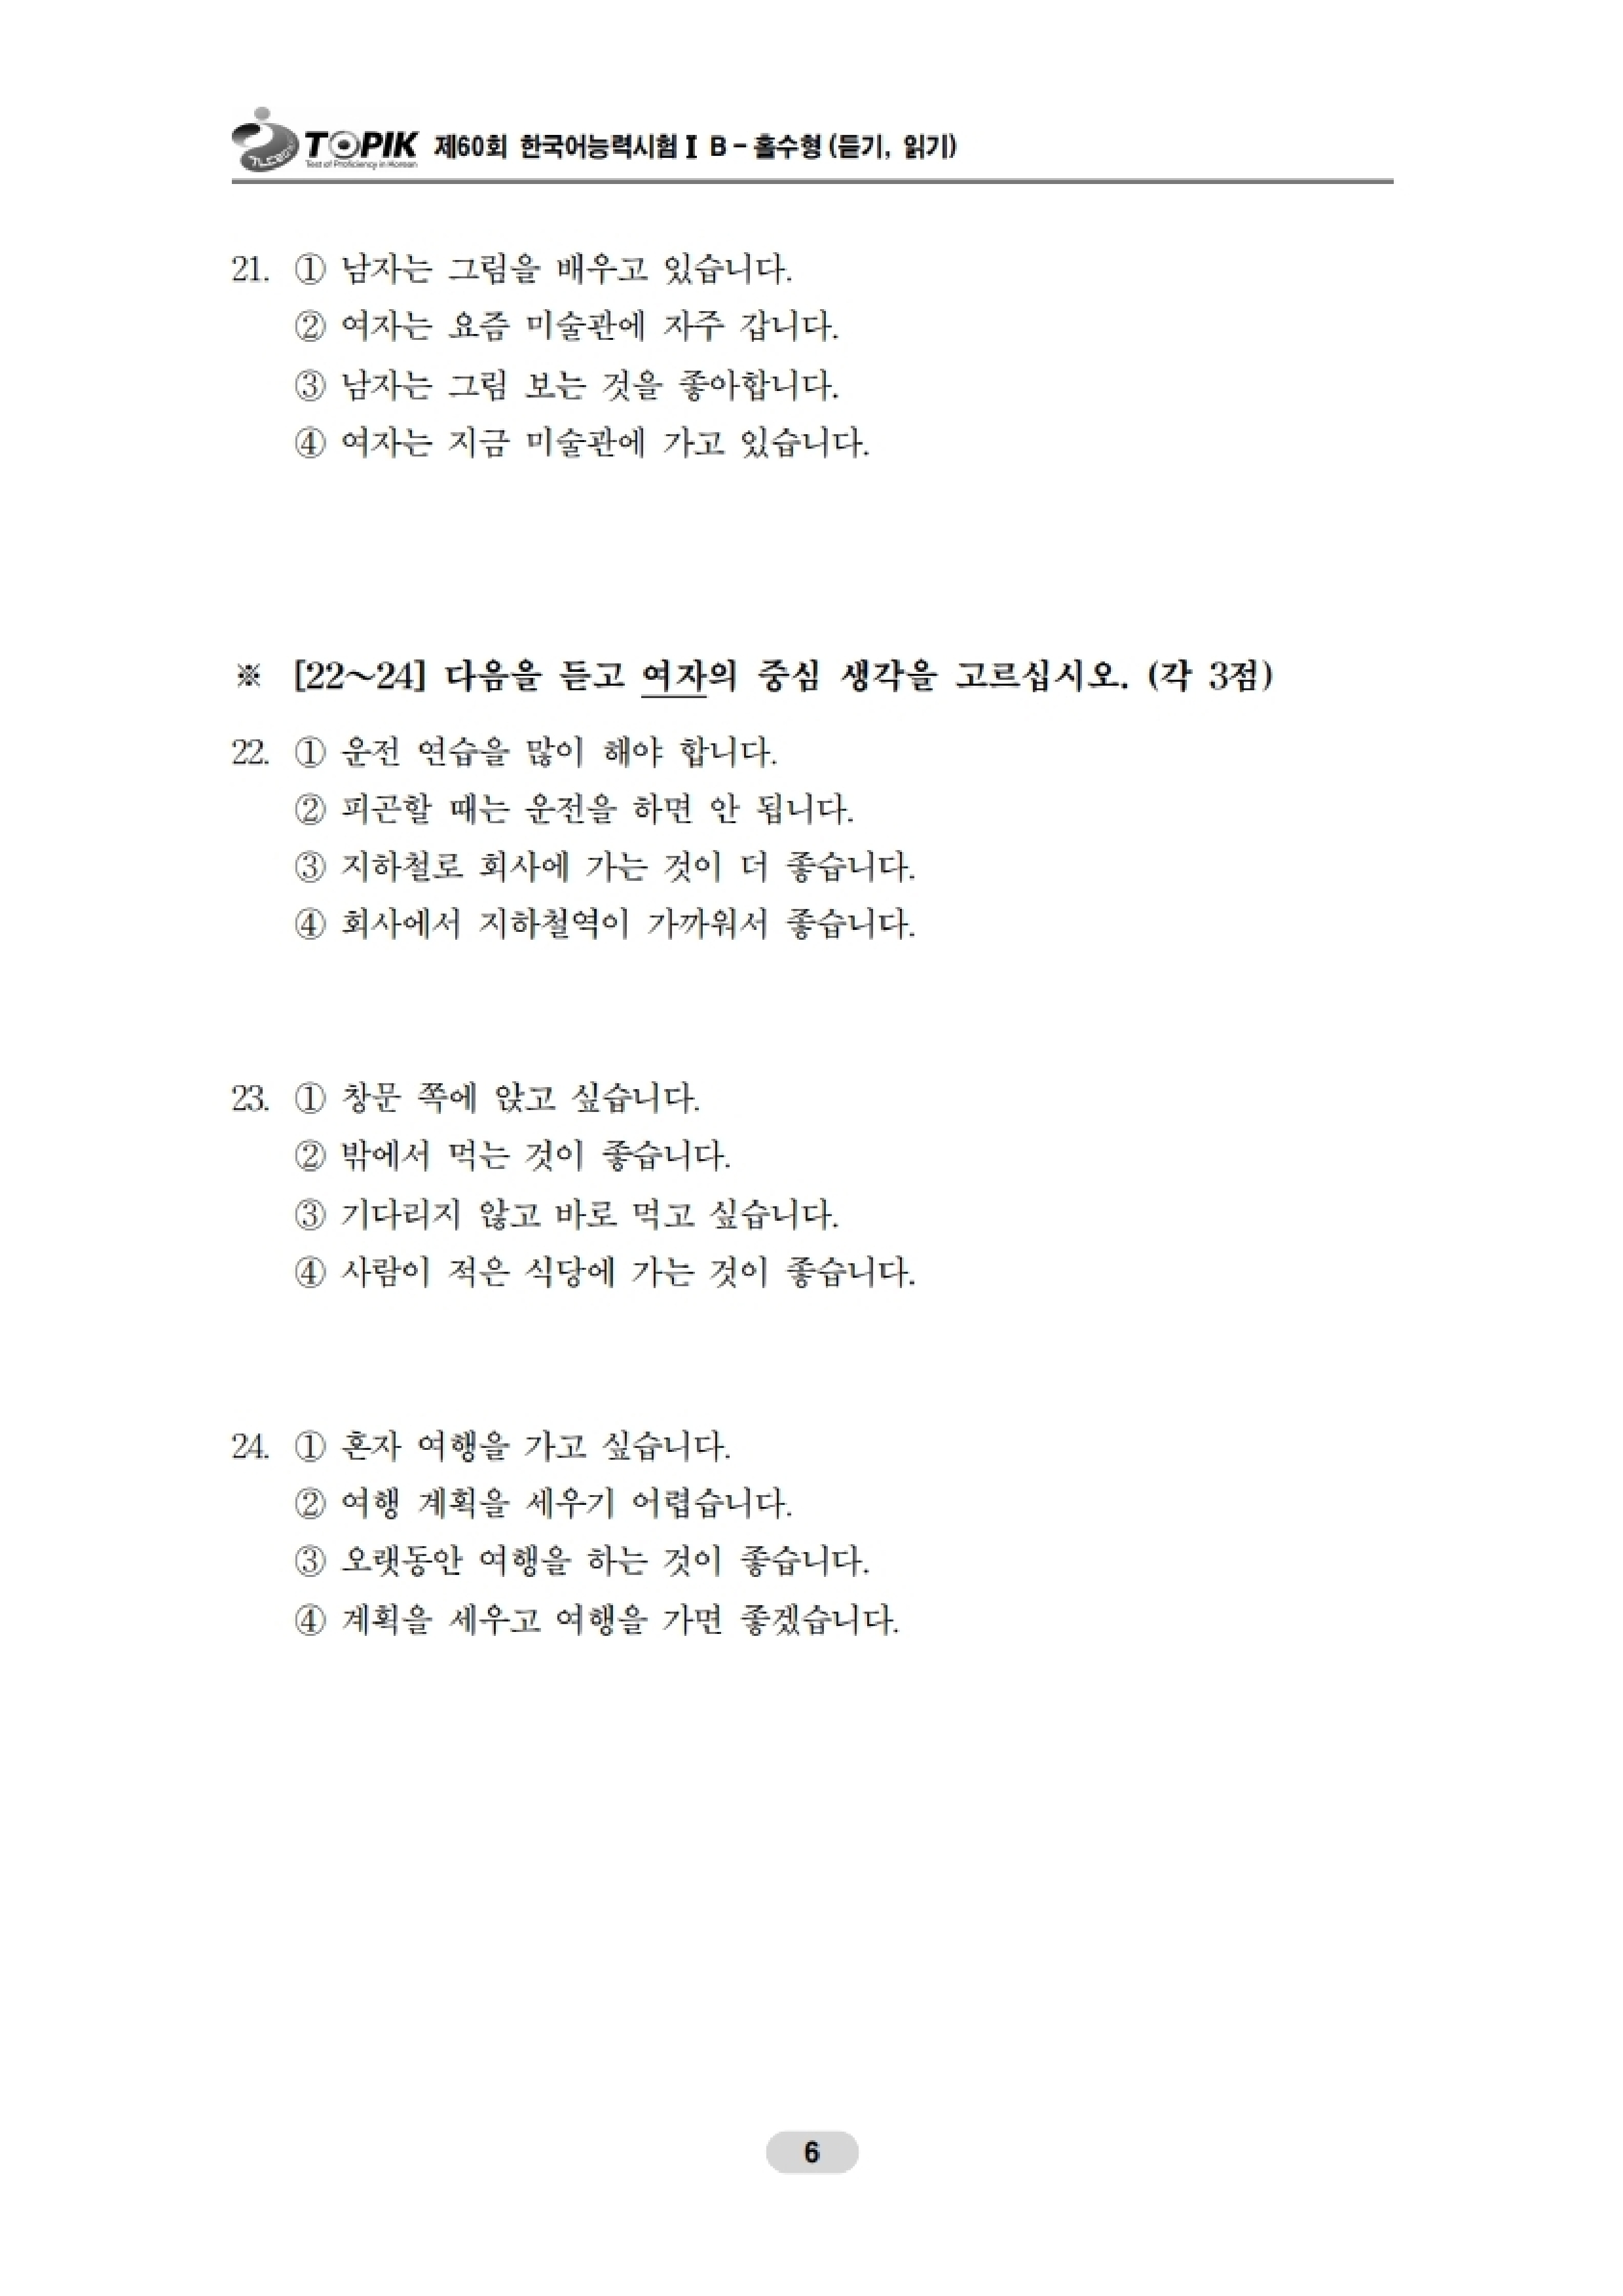 TOPIK Test of Proficiency in Korean 제60회 한국어능력시험 Ⅰ B - 홀수형 (듣기, 읽기)
21. ① 남자는 그림을 배우고 있습니다.
② 여자는 요즘 미술관에 자주 갑니다.
③ 남자는 그림 보는 것을 좋아합니다.
④ 여자는 지금 미술관에 가고 있습니다.
※ [22~24] 다음을 듣고 여자의 중심 생각을 고르십시오. (각 3점)
22. ① 운전 연습을 많이 해야 합니다.
② 피곤할 때는 운전을 하면 안 됩니다.
③ 지하철로 회사에 가는 것이 더 좋습니다.
④ 회사에서 지하철역이 가까워서 좋습니다.
23. ① 창문 쪽에 앉고 싶습니다.
② 밖에서 먹는 것이 좋습니다.
③ 기다리지 않고 바로 먹고 싶습니다.
④ 사람이 적은 식당에 가는 것이 좋습니다.
24. ① 혼자 여행을 가고 싶습니다.
② 여행 계획을 세우기 어렵습니다.
③ 오랫동안 여행을 하는 것이 좋습니다.
④ 계획을 세우고 여행을 가면 좋겠습니다.
6